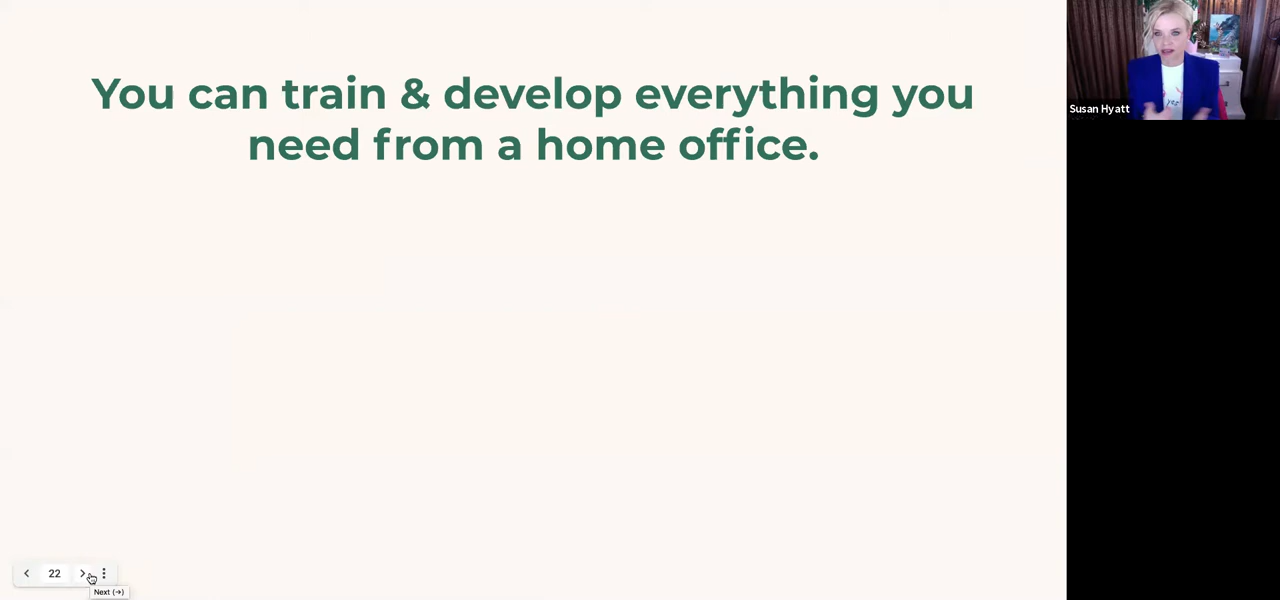 You can train & develop everything you
need from a home office.
Susan Hyatt
22
Next (→)